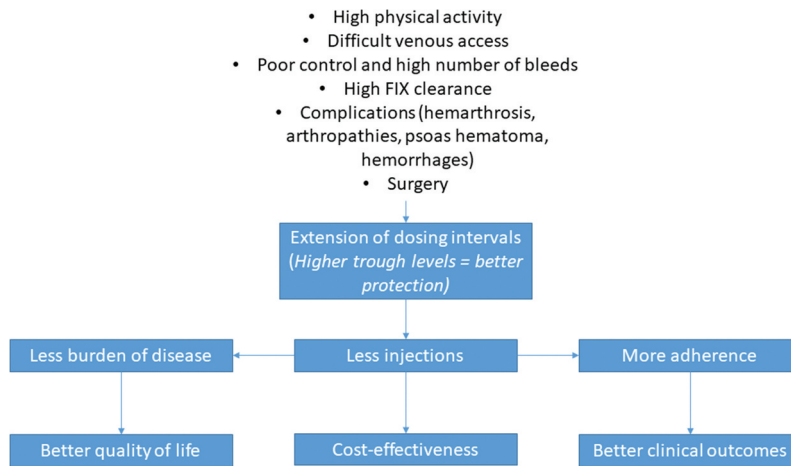 • High physical activity
• Difficult venous access
• Poor control and high number of bleeds
• High FIX clearance
• Complications (hemarthrosis,
arthropathies, psoas hematoma,
hemorrhages)
• Surgery
Extension of dosing intervals
(Higher trough levels = better
protection)
Less burden of disease
Less injections
More adherence
Better quality of life
Cost-effectiveness
Better clinical outcomes